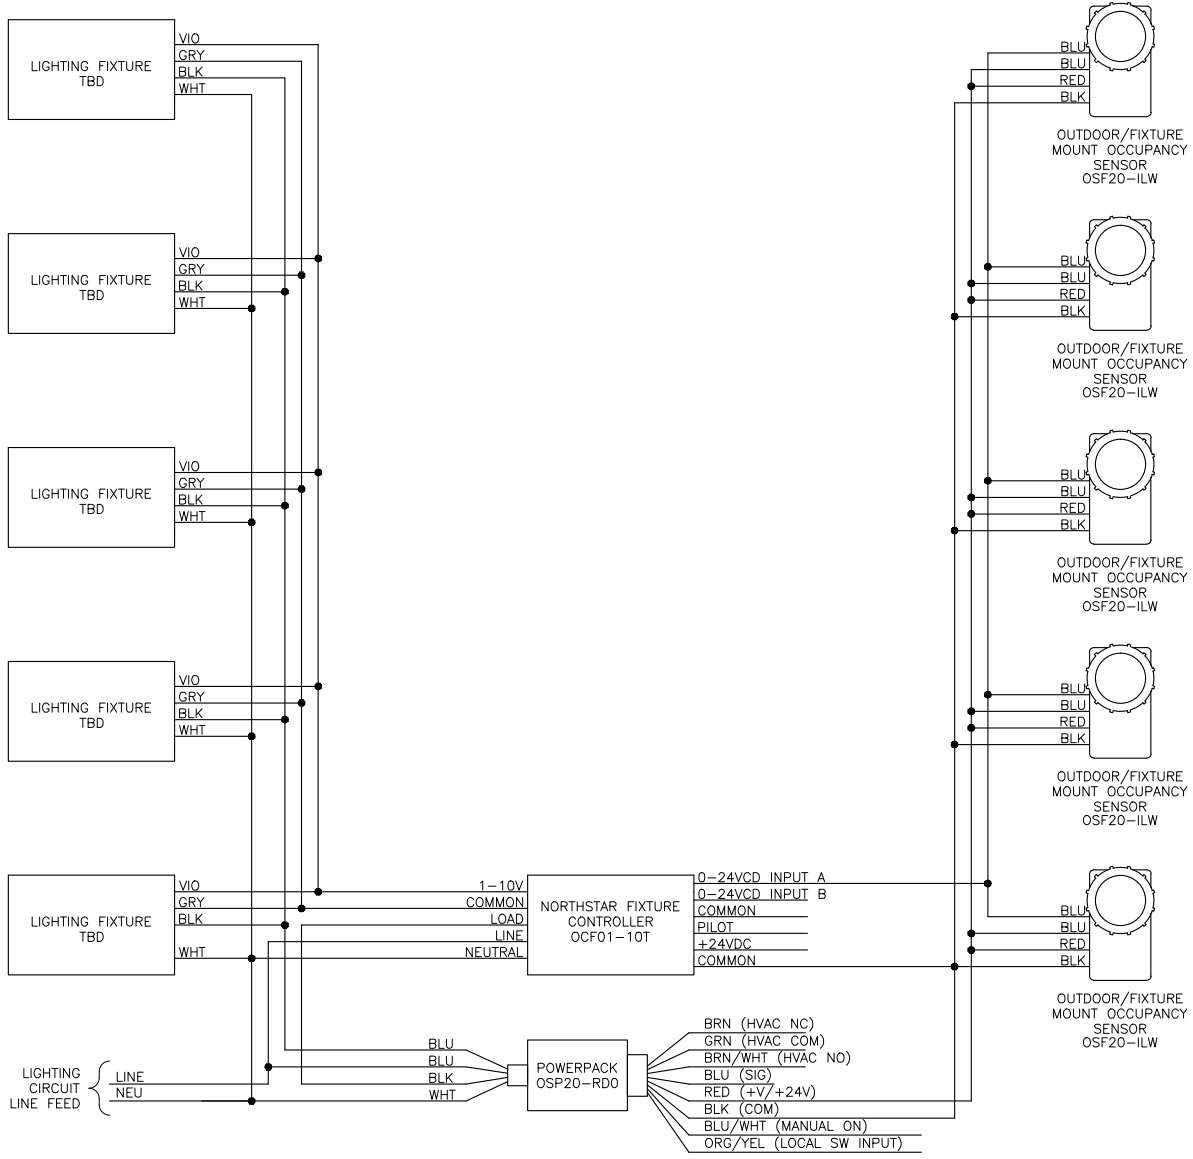 LIGHTING FIXTURE
TBD
VIO
GRY
BLK
WHT
LIGHTING FIXTURE
TBD
VIO
GRY
BLK
WHT
LIGHTING FIXTURE
TBD
VIO
GRY
BLK
WHT
LIGHTING FIXTURE
TBD
VIO
GRY
BLK
WHT
LIGHTING FIXTURE
TBD
VIO
GRY
BLK
WHT
LIGHTING
CIRCUIT
LINE FEED
LINE
NEU
1-10V
COMMON
LOAD
LINE
NEUTRAL
NORTHSTAR FIXTURE
CONTROLLER
OCF01-10T
0-24VCD INPUT A
0-24VCD INPUT B
COMMON
PILOT
+24VDC
COMMON
BLU
BLU
BLK
WHT
POWERPACK
OSP20-RD0
BRN (HVAC NC)
GRN (HVAC COM)
BRN/WHT (HVAC NO)
BLU (SIG)
RED (+V/+24V)
BLK (COM)
BLU/WHT (MANUAL ON)
ORG/YEL (LOCAL SW INPUT)
BLU
BLU
RED
BLK
OUTDOOR/FIXTURE
MOUNT OCCUPANCY
SENSOR
OSF20-ILW
BLU
BLU
RED
BLK
OUTDOOR/FIXTURE
MOUNT OCCUPANCY
SENSOR
OSF20-ILW
BLU
BLU
RED
BLK
OUTDOOR/FIXTURE
MOUNT OCCUPANCY
SENSOR
OSF20-ILW
BLU
BLU
RED
BLK
OUTDOOR/FIXTURE
MOUNT OCCUPANCY
SENSOR
OSF20-ILW
BLU
BLU
RED
BLK
OUTDOOR/FIXTURE
MOUNT OCCUPANCY
SENSOR
OSF20-ILW